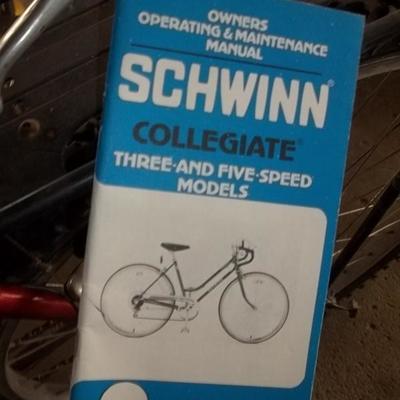 OWNERS
OPERATING & MAINTENANCE
MANUAL
SCHWINN®
COLLEGIATE®
THREE-AND FIVE-SPEED
MODELS